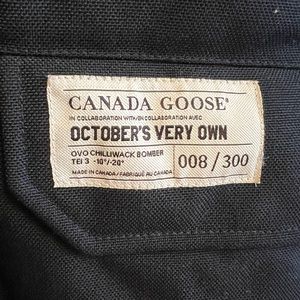 CANADA GOOSE®
IN COLLABORATION WITH/EN COLLABORATION AVEC
OCTOBER'S VERY OWN
OVO CHILLIWACK BOMBER
TEI 3 -10°/-20°
008 / 300
MADE IN CANADA/FABRIQUÉ AU CANADA